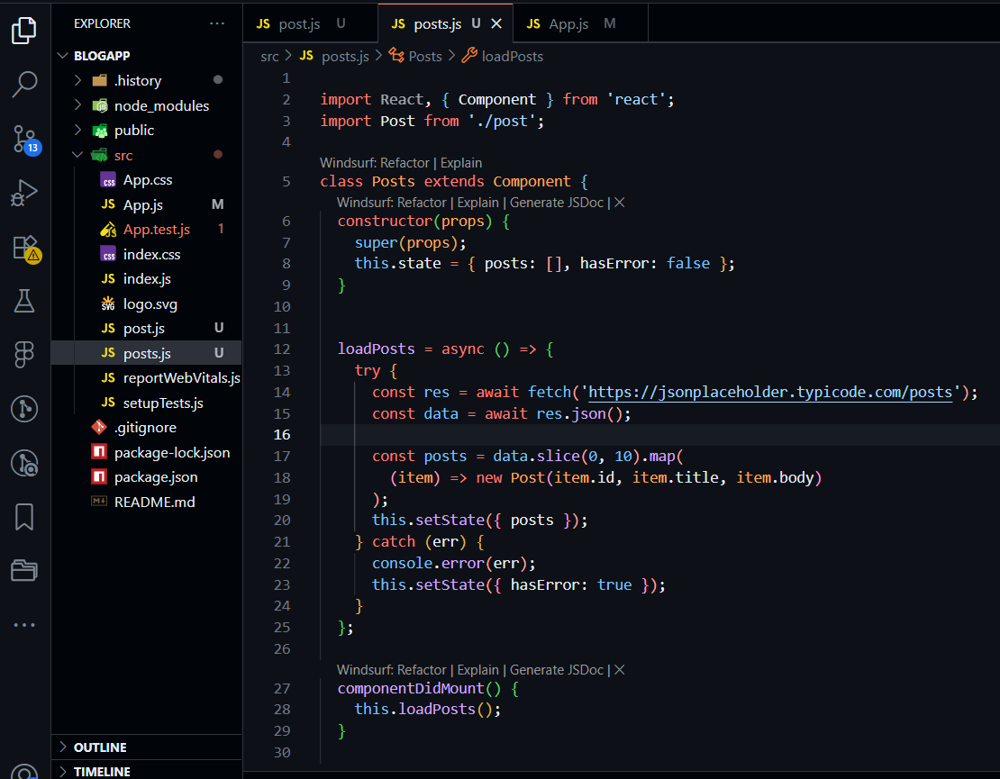 EXPLORER
BLOGAPP
.history
node_modules
public
src
App.css
JS App.js M
App.test.js 1
index.css
JS index.js
logo.svg
JS post.js U
JS posts.js U
JS reportWebVitals.js
JS setupTests.js
.gitignore
package-lock.json
package.json
README.md
OUTLINE
TIMELINE
13
JS post.js U
JS posts.js U
JS App.js M
src > JS posts.js > Posts > loadPosts
1
2 import React, { Component } from 'react';
3 import Post from './post';
4
Windsurf: Refactor | Explain
5 class Posts extends Component {
Windsurf: Refactor | Explain | Generate JSDoc | X
6 constructor(props) {
7 super(props);
8 this.state = { posts: [], hasError: false };
9 }
10
11
12 loadPosts = async () => {
13 try {
14 const res = await fetch('https://jsonplaceholder.typicode.com/posts');
15 const data = await res.json();
16
17 const posts = data.slice(0, 10).map(
18 (item) => new Post(item.id, item.title, item.body)
19 );
20 this.setState({ posts });
21 } catch (err) {
22 console.error(err);
23 this.setState({ hasError: true });
24 }
25 };
26
Windsurf: Refactor | Explain | Generate JSDoc | X
27 componentDidMount() {
28 this.loadPosts();
29 }
30